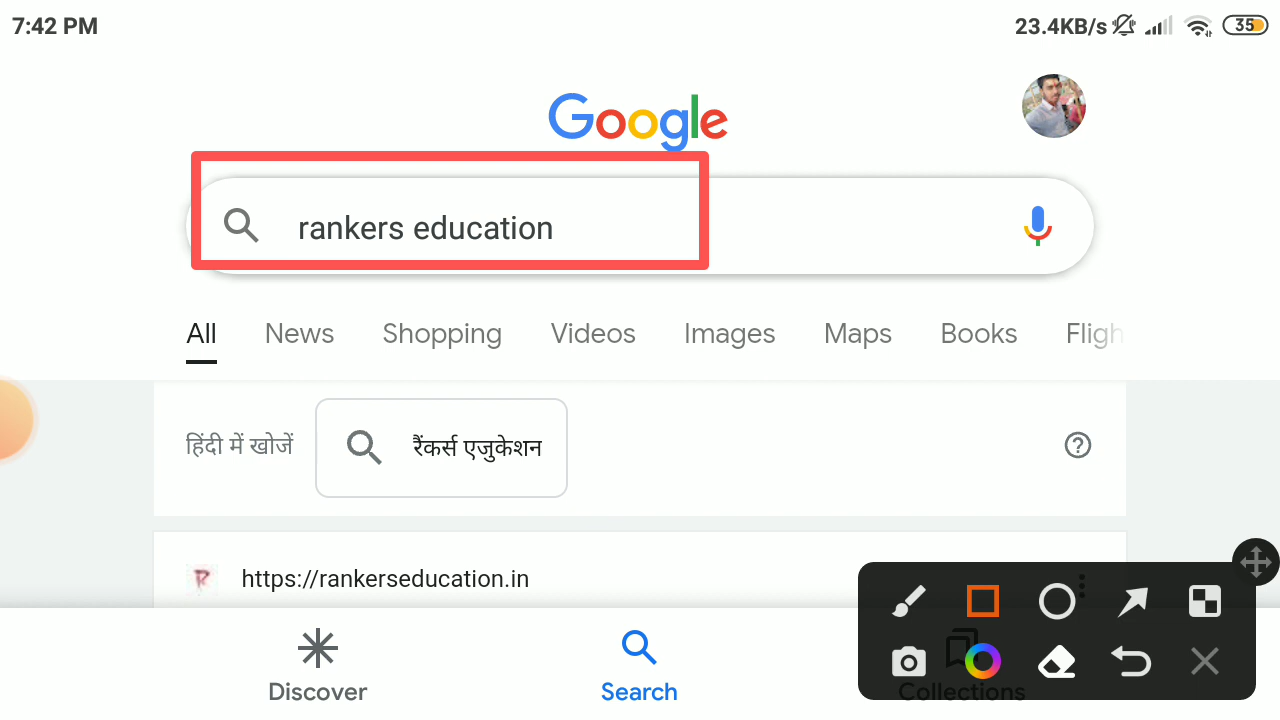 7:42 PM 23.4KB/s 35
Google
rankers education
All News Shopping Videos Images Maps Books Fligh
हिंदी में खोजें रैंकर्स एजुकेशन
https://rankerseducation.in
Discover Search Collections